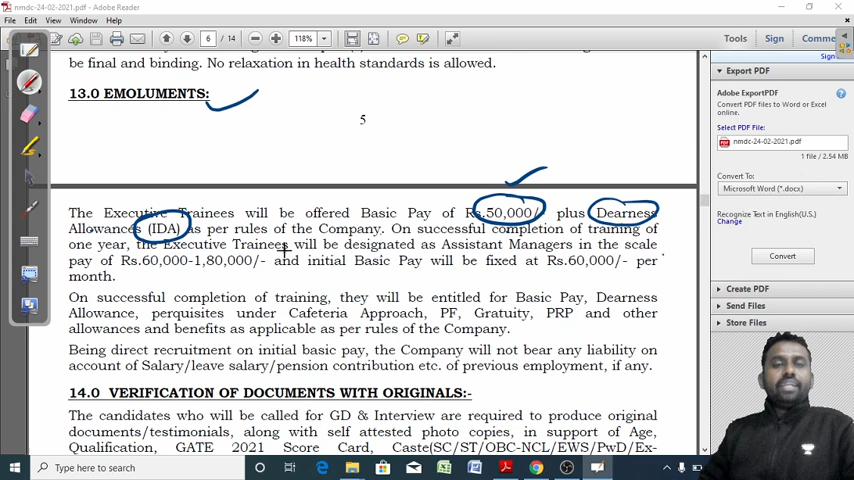 nmdc-24-02-2021.pdf - Adobe Reader
File Edit View Window Help
6 / 14 118% Tools Sign Comme
be final and binding. No relaxation in health standards is allowed.
13.0 EMOLUMENTS:
5
The Executive Trainees will be offered Basic Pay of Rs.50,000/- plus Dearness
Allowances (IDA) as per rules of the Company. On successful completion of training of
one year, the Executive Trainees will be designated as Assistant Managers in the scale
pay of Rs.60,000-1,80,000/- and initial Basic Pay will be fixed at Rs.60,000/- per
month.
On successful completion of training, they will be entitled for Basic Pay, Dearness
Allowance, perquisites under Cafeteria Approach, PF, Gratuity, PRP and other
allowances and benefits as applicable as per rules of the Company.
Being direct recruitment on initial basic pay, the Company will not bear any liability on
account of Salary/leave salary/pension contribution etc. of previous employment, if any.
14.0 VERIFICATION OF DOCUMENTS WITH ORIGINALS:-
The candidates who will be called for GD & Interview are required to produce original
documents/testimonials, along with self attested photo copies, in support of Age,
Qualification, GATE 2021 Score Card, Caste(SC/ST/OBC-NCL/EWS/PwD/Ex-
Sign
Export PDF
Adobe ExportPDF
Convert PDF files to Word or Excel
online.
Select PDF File:
nmdc-24-02-2021.pdf
1 file / 2.54 MB
Convert To:
Microsoft Word (*.docx)
Recognize Text in English(U.S.)
Change
Convert
Create PDF
Send Files
Store Files
Type here to search